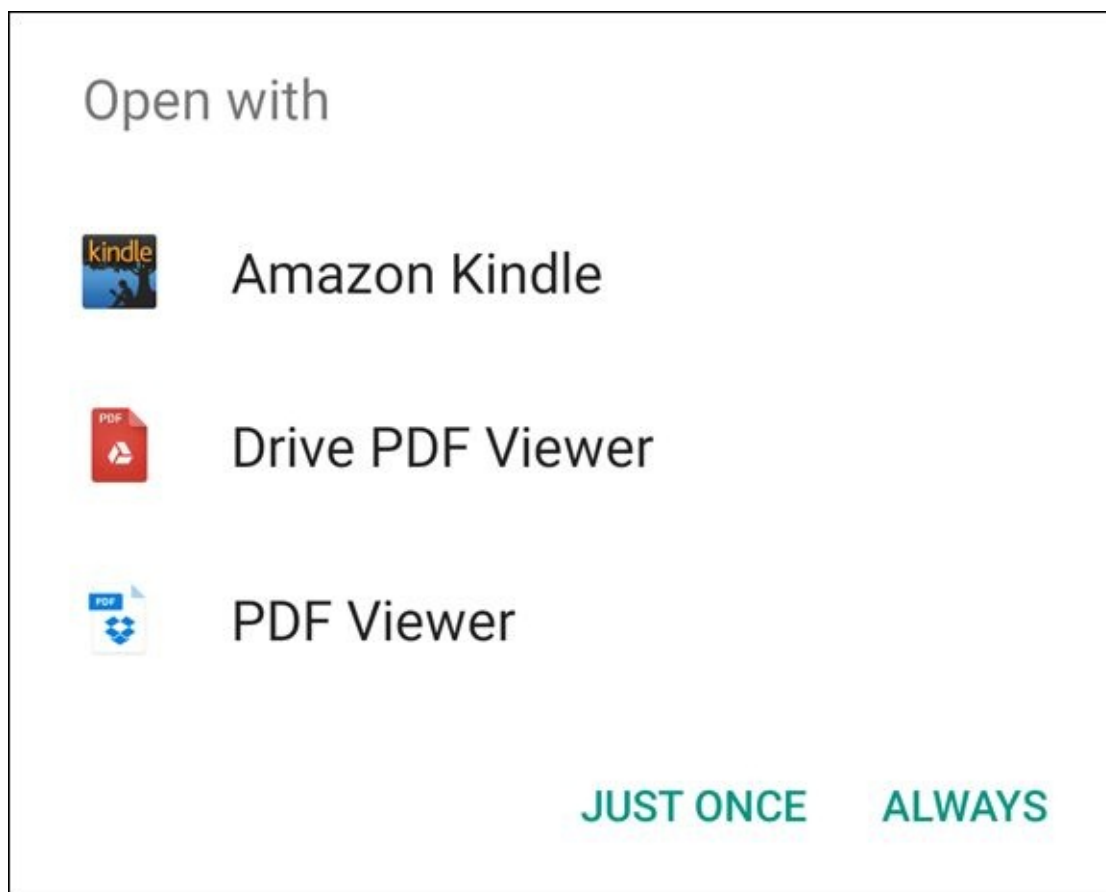 Open with
kindle
Amazon Kindle
PDF
Drive PDF Viewer
PDF
PDF Viewer
JUST ONCE ALWAYS